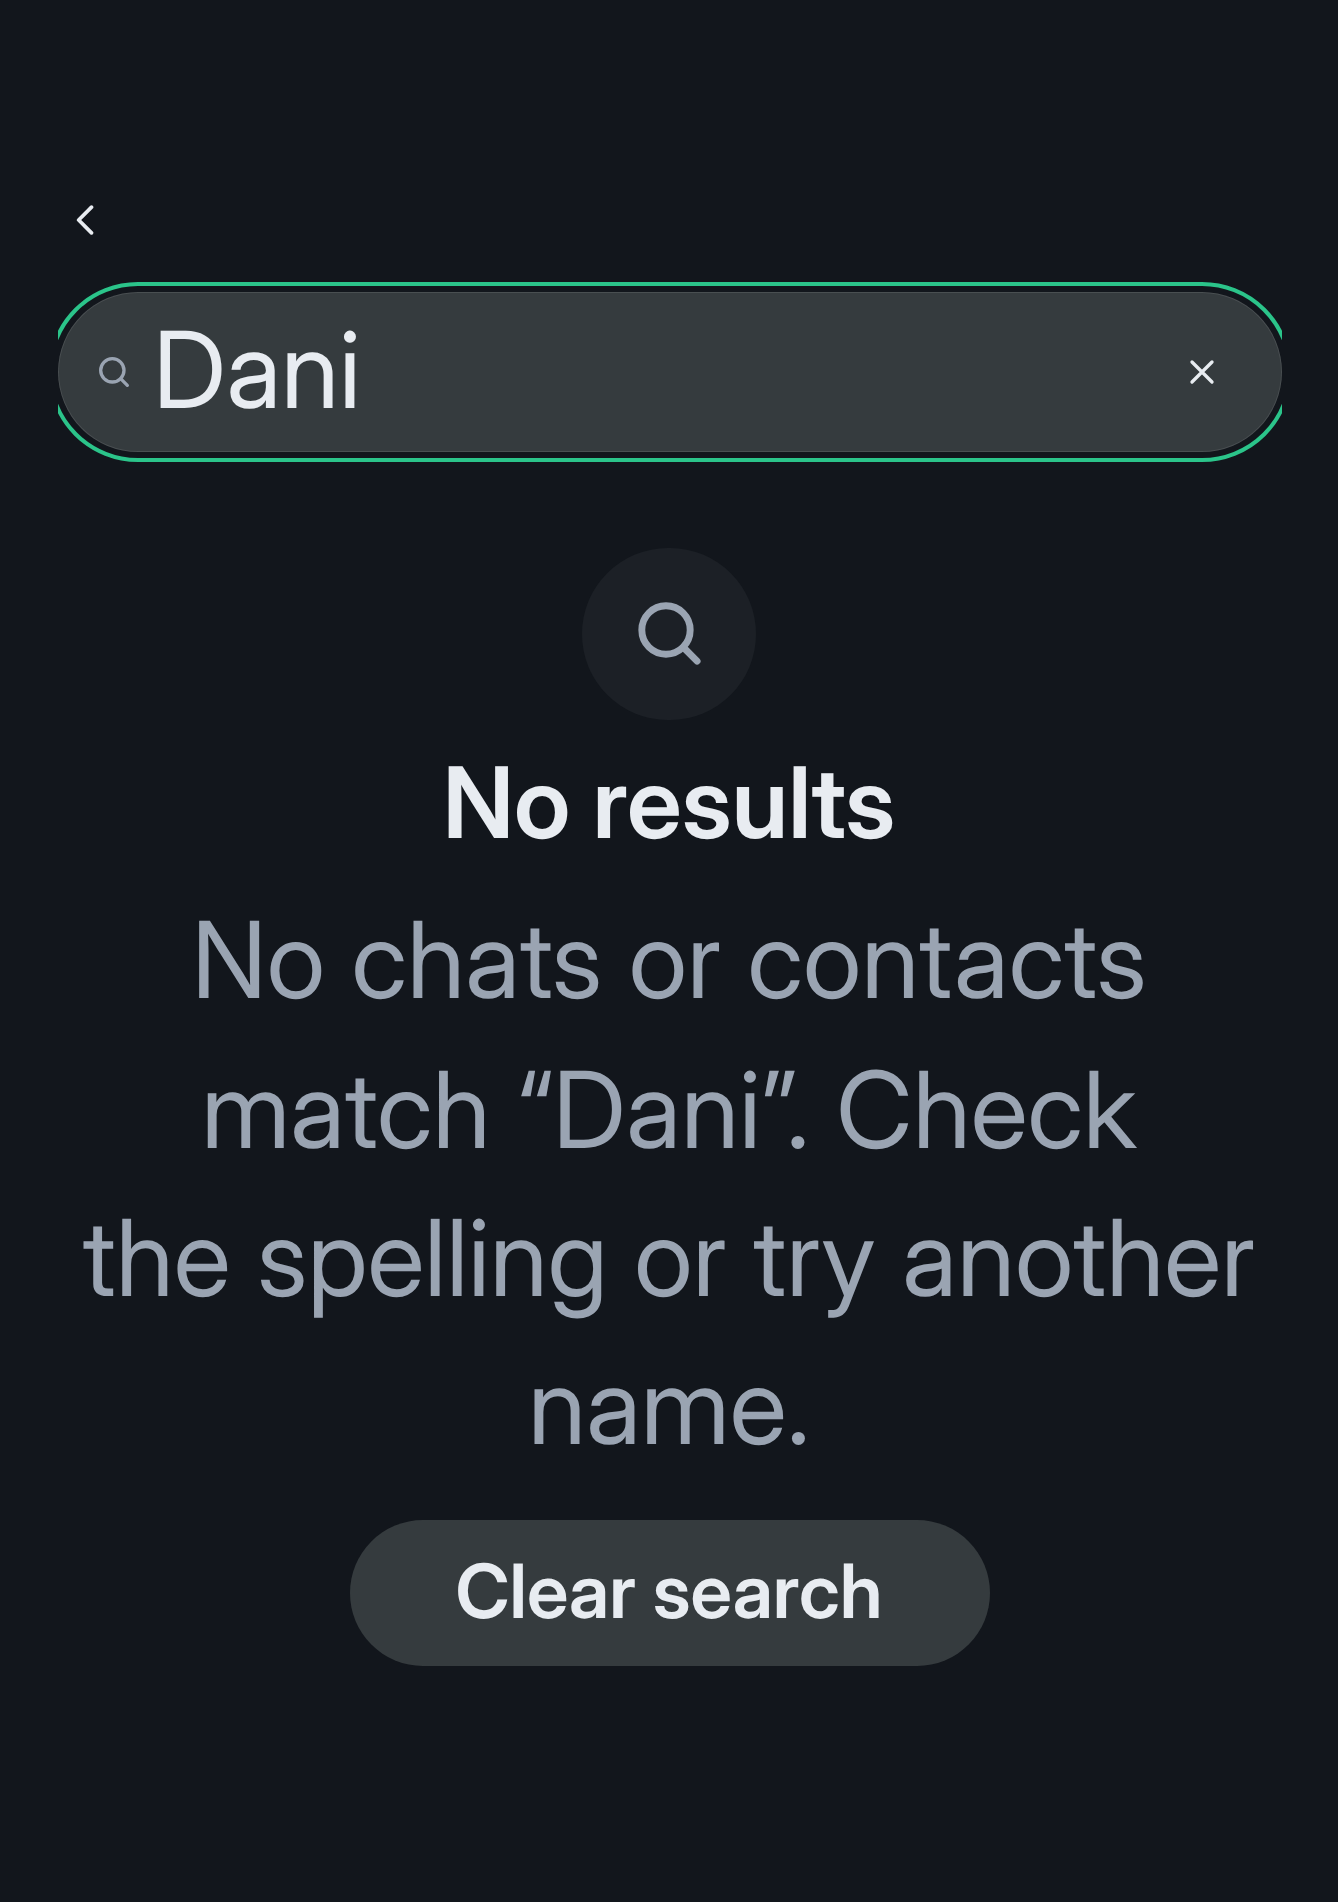 Dani
No results
No chats or contacts
match “Dani”. Check
the spelling or try another
name.
Clear search